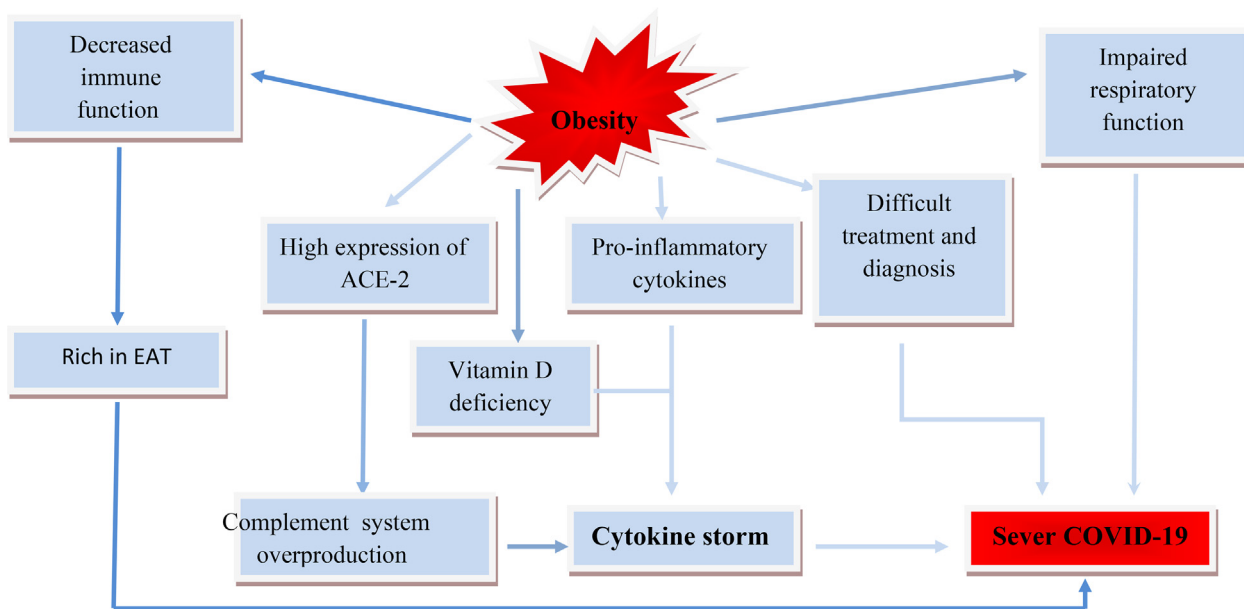 Decreased
immune
function
Obesity
Impaired
respiratory
function
High expression of
ACE-2
Pro-inflammatory
cytokines
Difficult
treatment and
diagnosis
Rich in EAT
Vitamin D
deficiency
Complement system
overproduction
Cytokine storm
Sever COVID-19